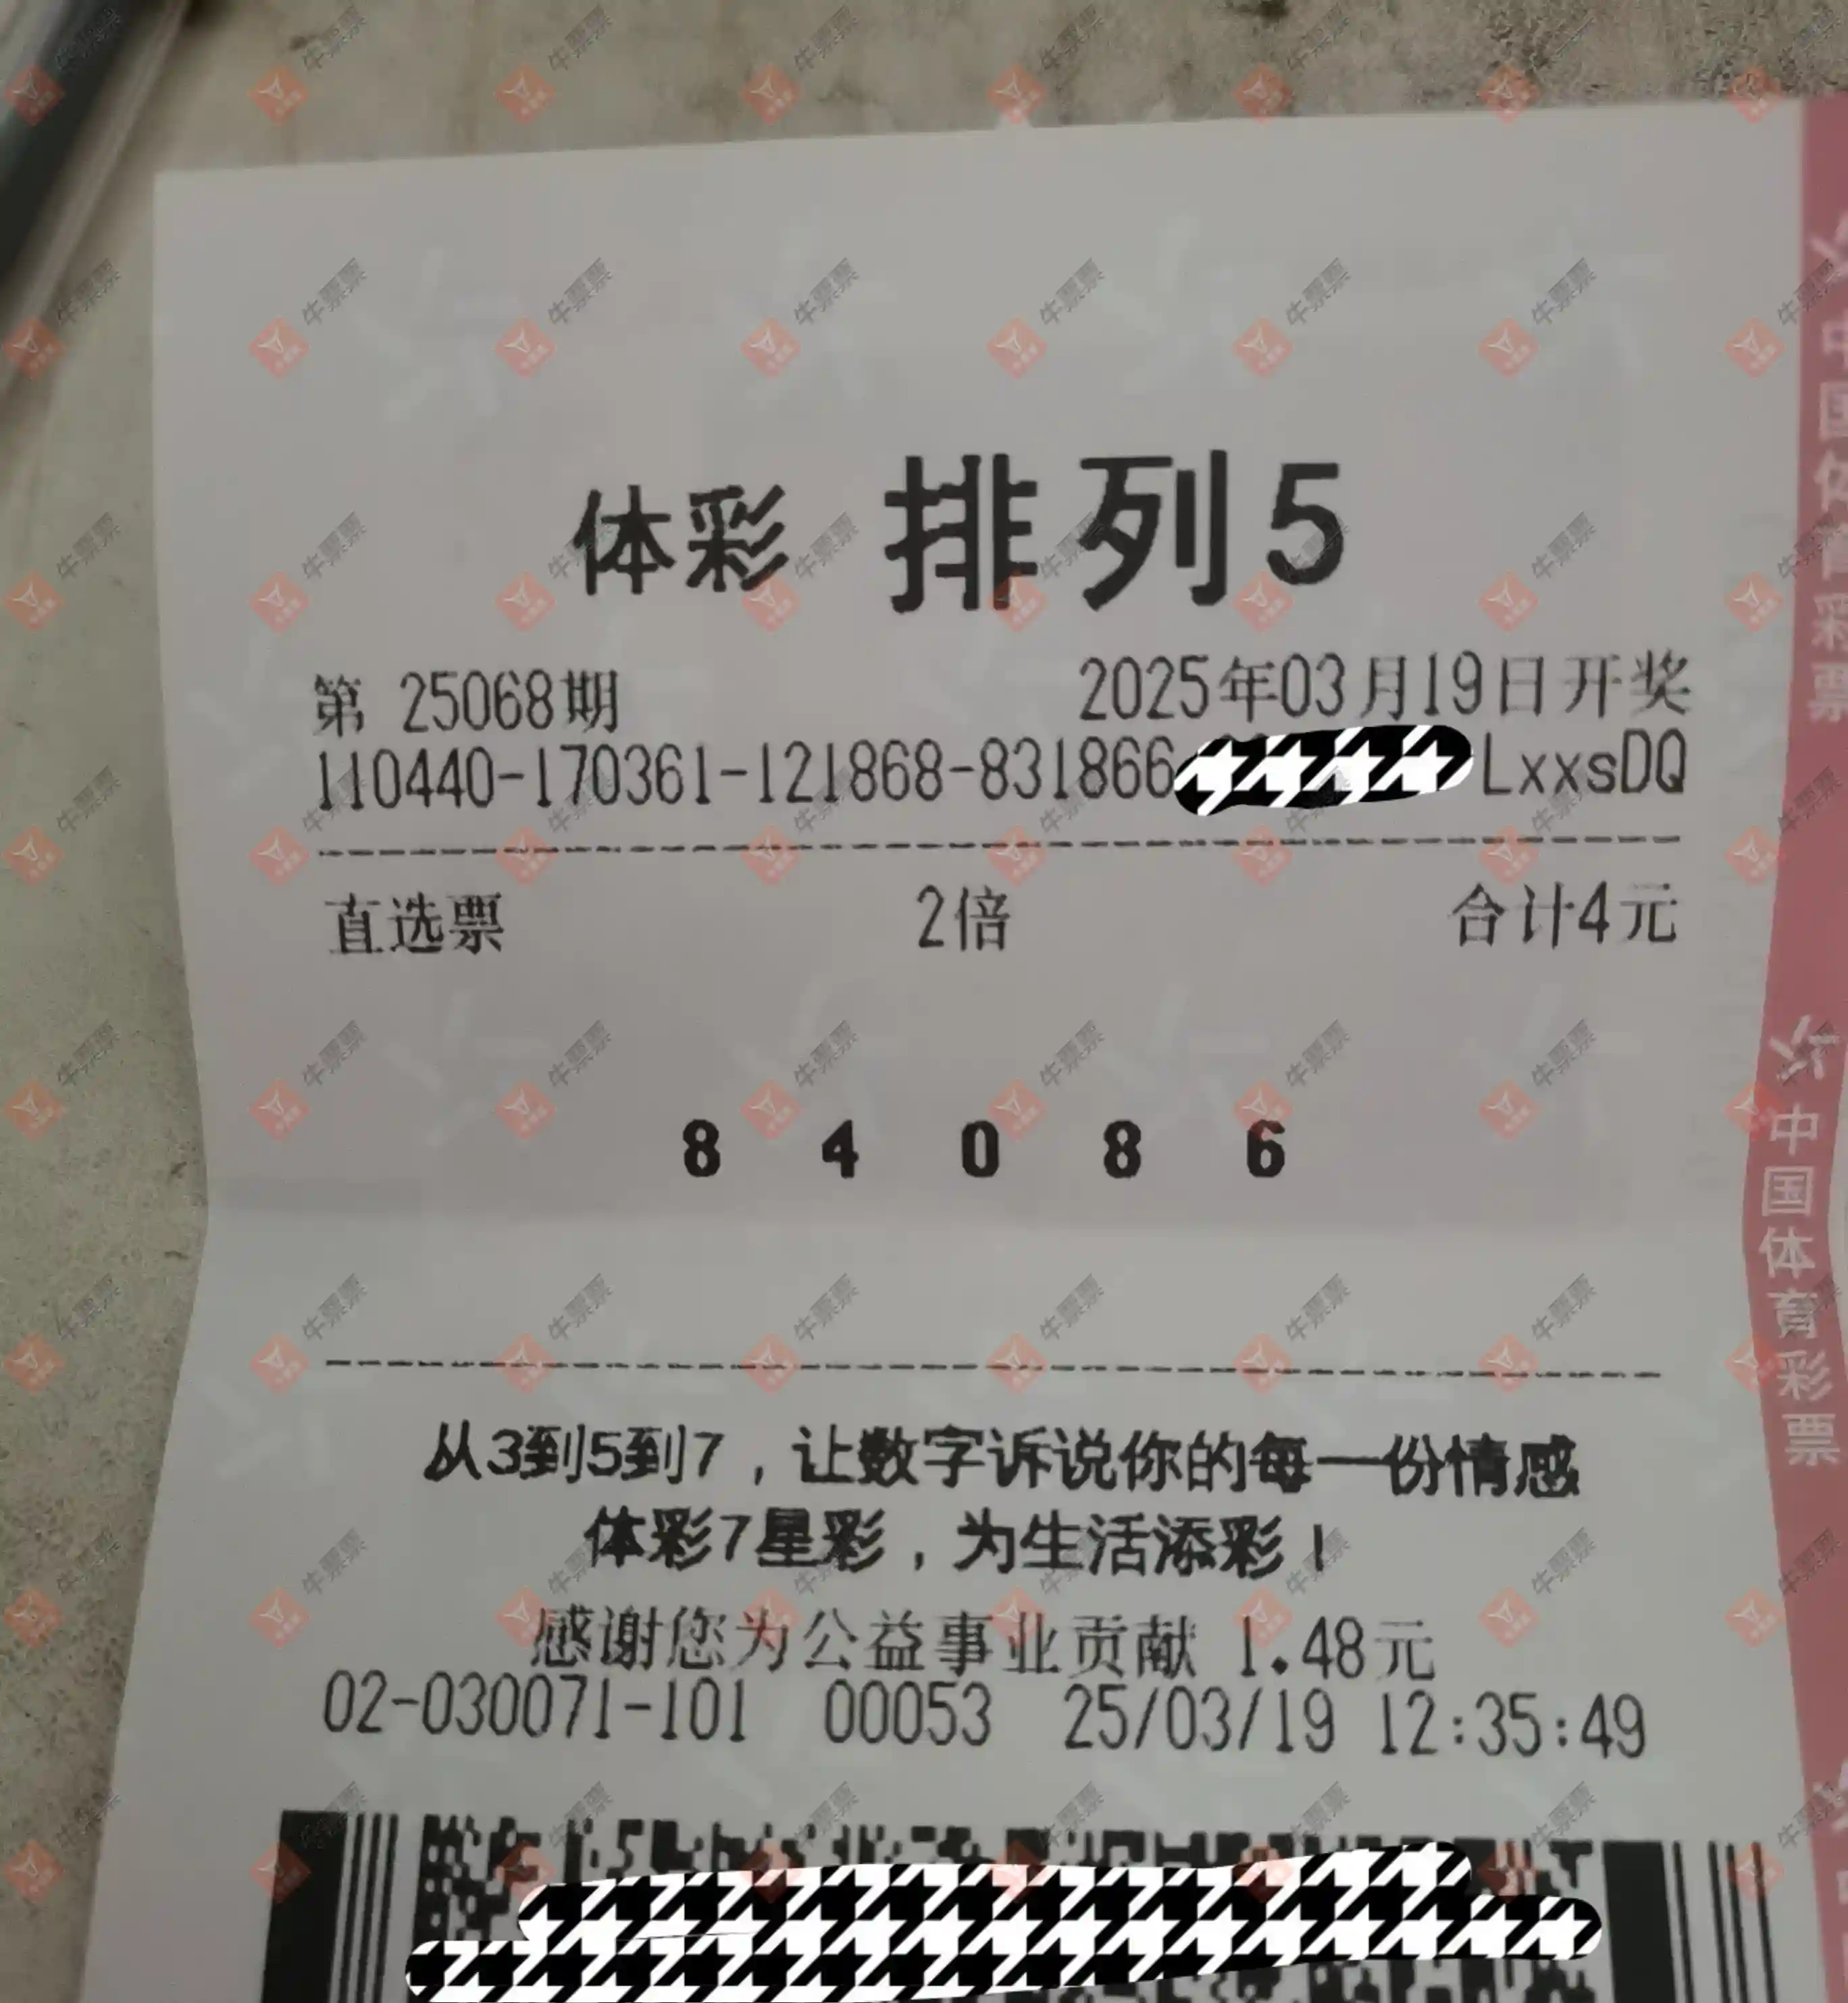 体彩 排列5
第 25068期 2025年03月19日开奖
110440-170361-121868-831866 LxxsDQ
直选票 2倍 合计4元
8 4 0 8 6
从3到5到7，让数字诉说你的每一份情感
体彩7星彩，为生活添彩！
感谢您为公益事业贡献 1.48元
02-030071-101 00053 25/03/19 12:35:49
中国体育彩票
中国体育彩票
牛票票